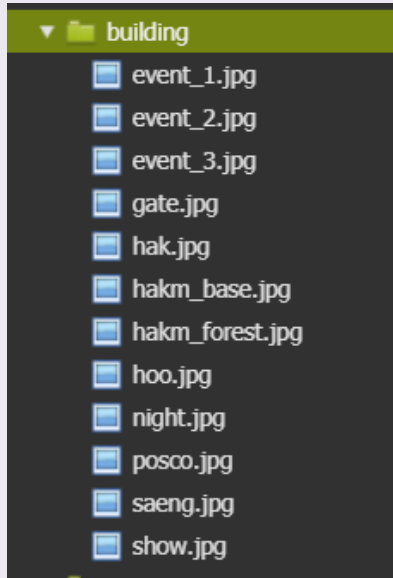 building
event_1.jpg
event_2.jpg
event_3.jpg
gate.jpg
hak.jpg
hakm_base.jpg
hakm_forest.jpg
hoo.jpg
night.jpg
posco.jpg
saeng.jpg
show.jpg